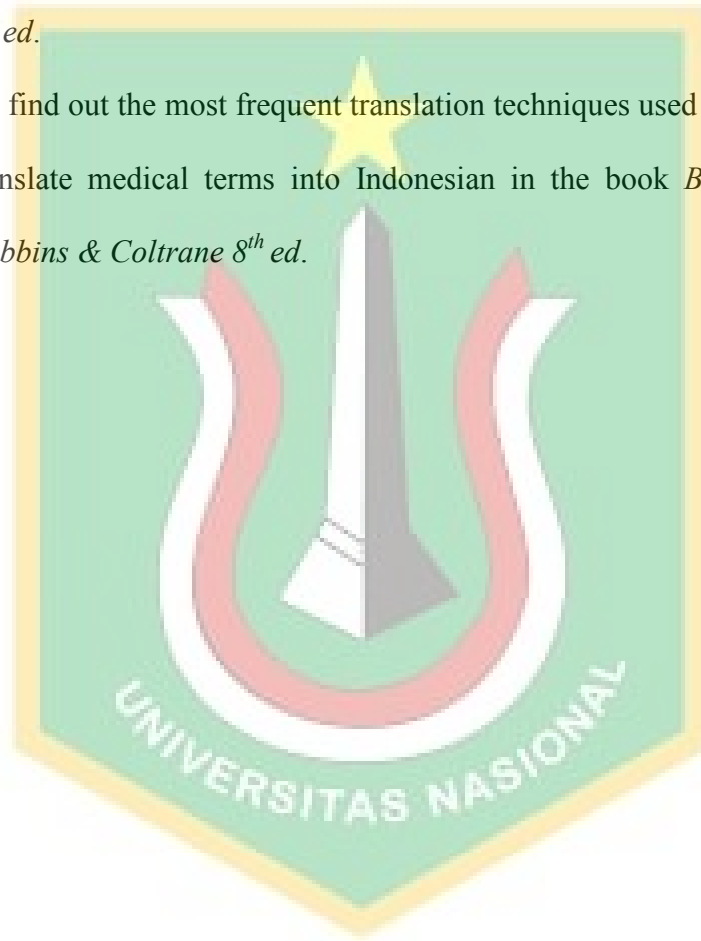 ed.
find out the most frequent translation techniques used
nslate medical terms into Indonesian in the book B
bbins & Coltrane 8th ed.
UNIVERSITAS NASIONAL